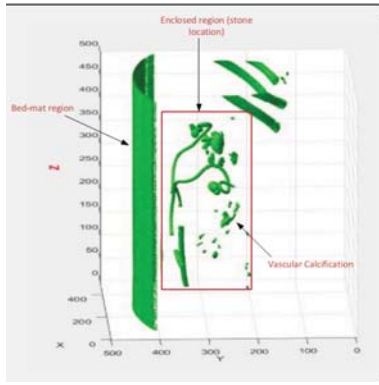 Enclosed region (stone
location)
500
450
Bed-mat region
400
350
300
Z
250
200
150
100
50
Vascular Calcification
0
400
200
X
0
500
400
300
Y
200
100
0